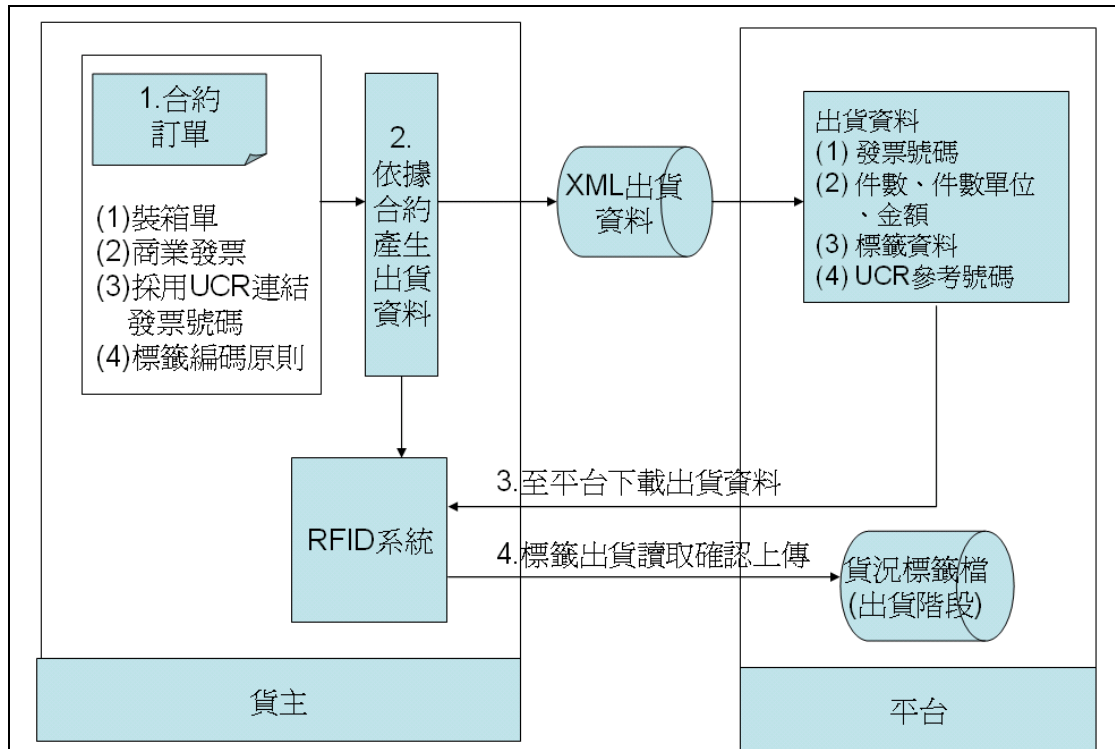 1.合約
訂單
(1)裝箱單
(2)商業發票
(3)採用UCR連結
發票號碼
(4)標籤編碼原則
2.
依據
合約
產生
出貨
資料
XML出貨
資料
出貨資料
(1) 發票號碼
(2) 件數、件數單位
、金額
(3) 標籤資料
(4) UCR參考號碼
3.至平台下載出貨資料
RFID系統
4.標籤出貨讀取確認上傳
貨況標籤檔
(出貨階段)
貨主
平台